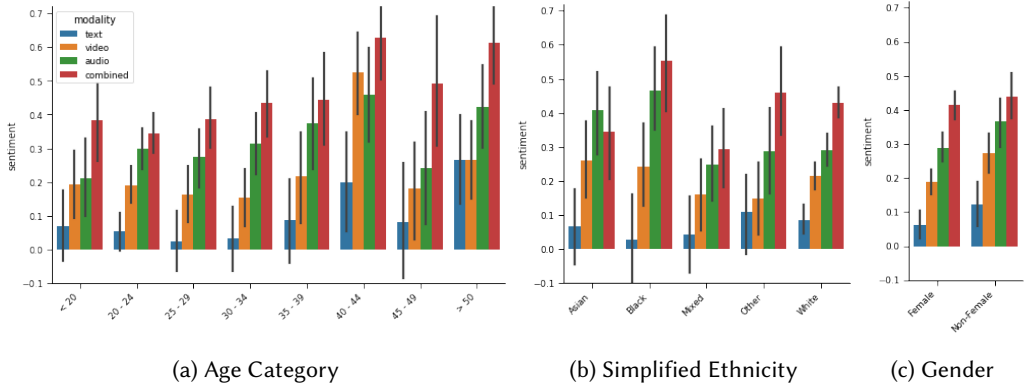 modality
text
video
audio
combined
sentiment
0.7
0.6
0.5
0.4
0.3
0.2
0.1
0.0
−0.1
< 20
20 - 24
25 - 29
30 - 34
35 - 39
40 - 44
45 - 49
> 50
(a) Age Category
sentiment
0.7
0.6
0.5
0.4
0.3
0.2
0.1
0.0
−0.1
Asian
Black
Mixed
Other
White
(b) Simplified Ethnicity
sentiment
0.7
0.6
0.5
0.4
0.3
0.2
0.1
0.0
−0.1
Female
Non-Female
(c) Gender